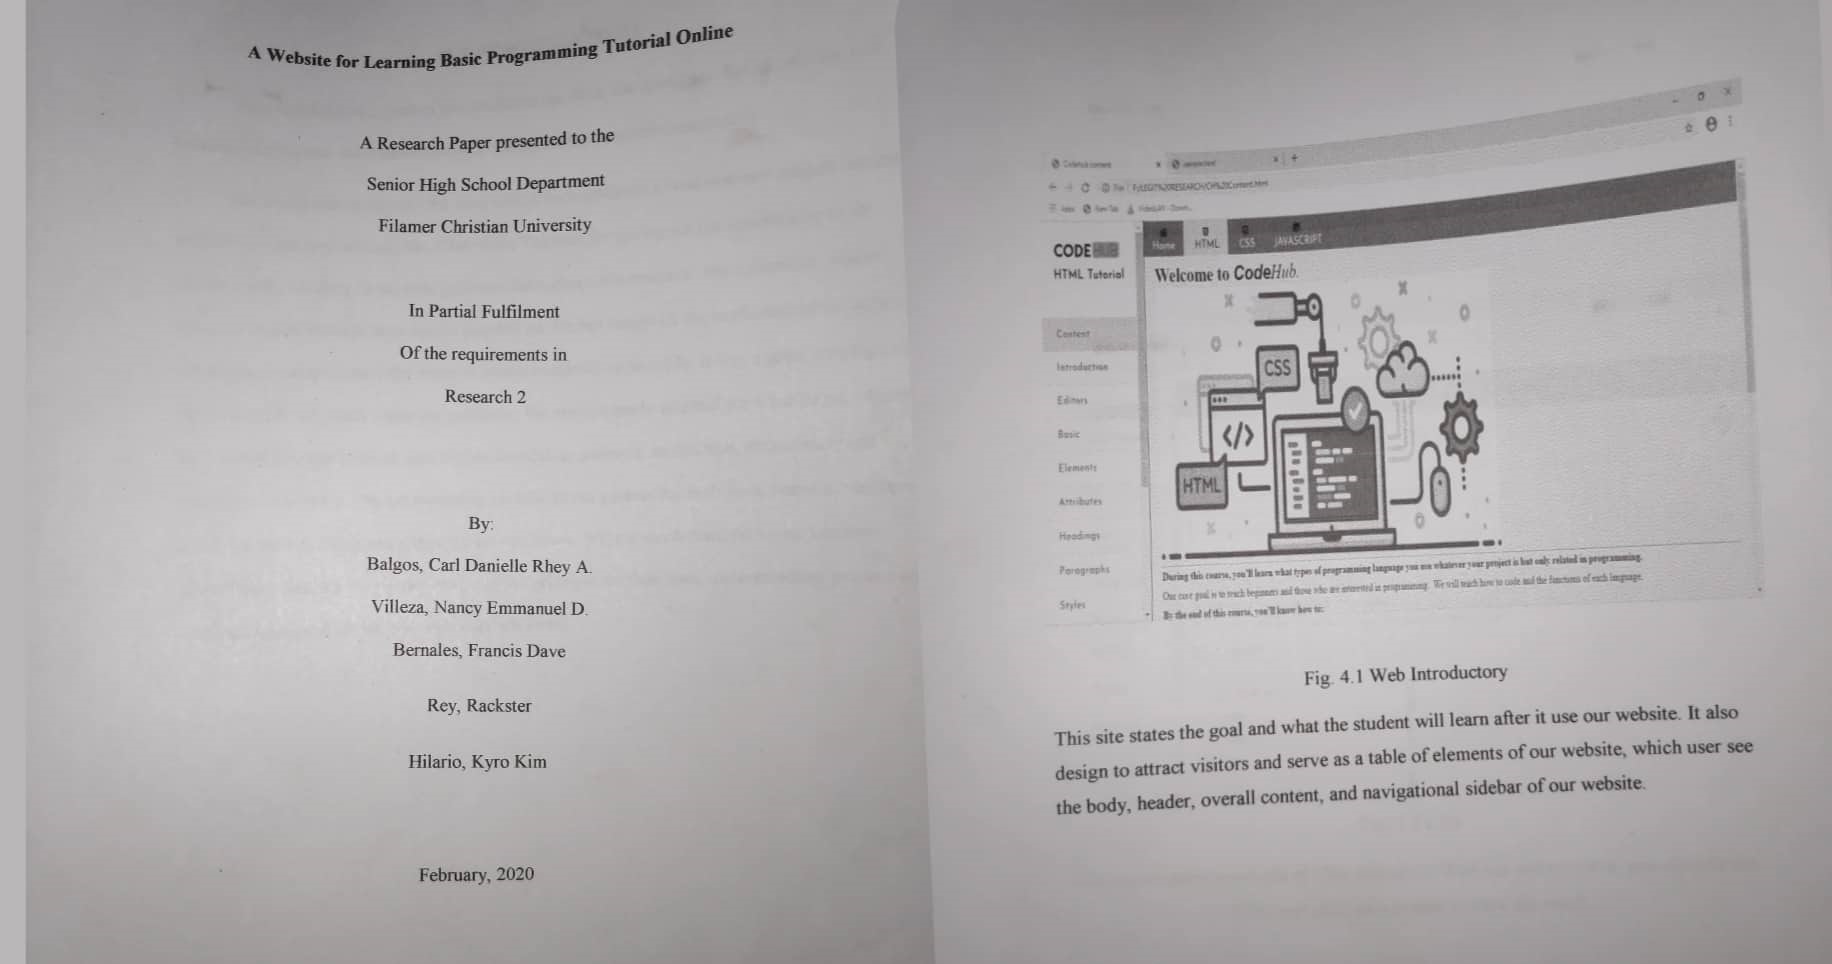 A Website for Learning Basic Programming Tutorial Online
A Research Paper presented to the
Senior High School Department
Filamer Christian University
In Partial Fulfilment
Of the requirements in
Research 2
By:
Balgos, Carl Danielle Rhey A.
Villeza, Nancy Emmanuel D.
Bernales, Francis Dave
Rey, Rackster
Hilario, Kyro Kim
February, 2020
CODEHUB
HTML Tutorial
Content
Introduction
Editors
Basic
Elements
Attributes
Headings
Paragraphs
Styles
Home HTML CSS JAVASCRIPT
Welcome to CodeHub.
CSS
</>
HTML
During this course, you'll learn what types of programming language you use whatever your project is but only related in programming.
Our core goal is to teach beginners and those who are interested in programming. We will teach how to code and the functions of each language.
By the end of this course, you'll know how to:
Fig. 4.1 Web Introductory
This site states the goal and what the student will learn after it use our website. It also
design to attract visitors and serve as a table of elements of our website, which user see
the body, header, overall content, and navigational sidebar of our website.